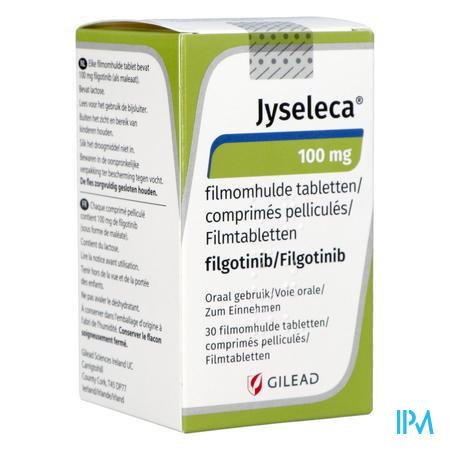 Jyseleca®
100 mg
filmomhulde tabletten/
comprimés pelliculés/
Filmtabletten
filgotinib/Filgotinib
Oraal gebruik/Voie orale/
Zum Einnehmen
30 filmomhulde tabletten/
comprimés pelliculés/
Filmtabletten
GILEAD
NL Elke filmomhulde tablet bevat
100 mg filgotinib (als maleaat).
Bevat lactose.
Lees voor het gebruik de bijsluiter.
Buiten het zicht en bereik van
kinderen houden.
Slik het droogmiddel niet in.
Bewaren in de oorspronkelijke
verpakking ter bescherming tegen vocht.
De fles zorgvuldig gesloten houden.
FR Chaque comprimé pelliculé
contient 100 mg de filgotinib
(sous forme de maléate).
Contient du lactose.
Lire la notice avant utilisation.
Tenir hors de la vue et de la portée
des enfants.
Ne pas avaler le déshydratant.
À conserver dans l'emballage d'origine à
l'abri de l'humidité. Conserver le flacon
soigneusement fermé.
Gilead Sciences Ireland UC
Carrigtohill
County Cork, T45 DP77
Ierland/Irlande/Irland
IPM